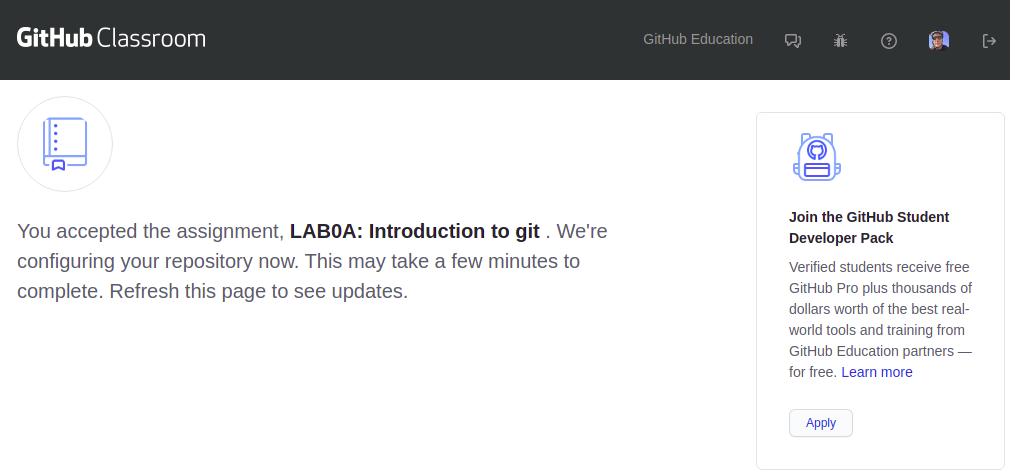 GitHub Classroom
GitHub Education
You accepted the assignment, LAB0A: Introduction to git . We're
configuring your repository now. This may take a few minutes to
complete. Refresh this page to see updates.
Join the GitHub Student
Developer Pack
Verified students receive free
GitHub Pro plus thousands of
dollars worth of the best real-
world tools and training from
GitHub Education partners —
for free. Learn more
Apply